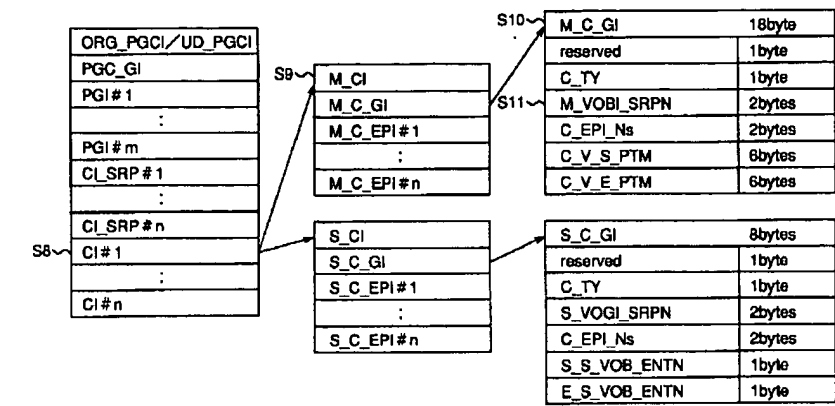 ORG_PGCI/UD_PGCI
PGC_GI
PGI#1
:
PGI#m
CI_SRP#1
:
CI_SRP#n
S8 CI#1
:
CI#n
S9 M_CI
M_C_GI
M_C_EPI#1
:
M_C_EPI#n
S_CI
S_C_GI
S_C_EPI#1
:
S_C_EPI#n
S10 M_C_GI 18byte
reserved 1byte
C_TY 1byte
S11 M_VOBI_SRPN 2bytes
C_EPI_Ns 2bytes
C_V_S_PTM 6bytes
C_V_E_PTM 6bytes
S_C_GI 8bytes
reserved 1byte
C_TY 1byte
S_VOGI_SRPN 2bytes
C_EPI_Ns 2bytes
S_S_VOB_ENTN 1byte
E_S_VOB_ENTN 1byte